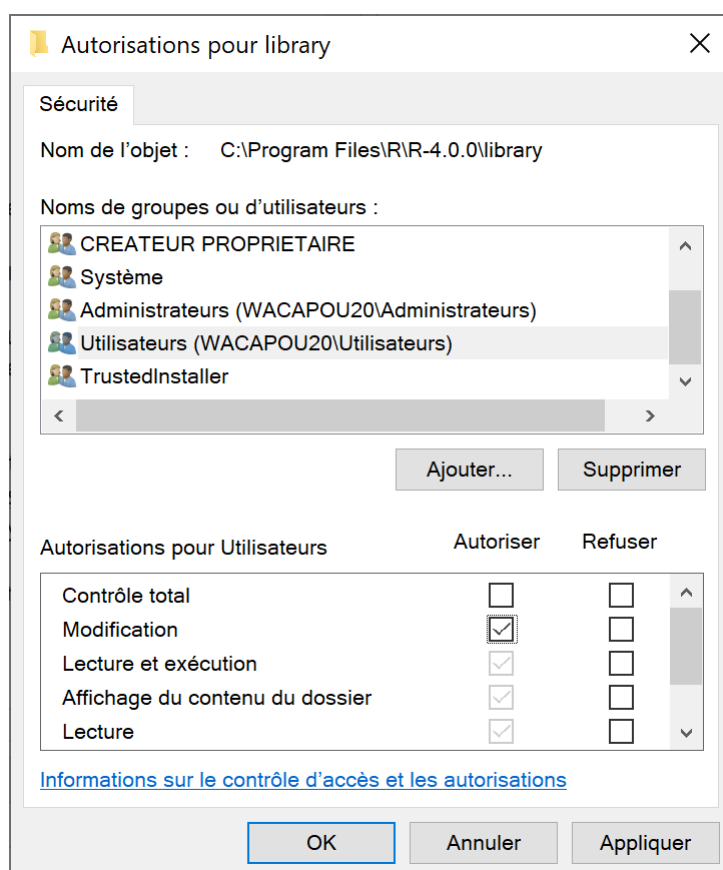 Autorisations pour library
Sécurité
Nom de l’objet : C:\Program Files\R\R-4.0.0\library
Noms de groupes ou d’utilisateurs :
CREATEUR PROPRIETAIRE
Système
Administrateurs (WACAPOU20\Administrateurs)
Utilisateurs (WACAPOU20\Utilisateurs)
TrustedInstaller
Ajouter... Supprimer
Autorisations pour Utilisateurs Autoriser Refuser
Contrôle total
Modification
Lecture et exécution
Affichage du contenu du dossier
Lecture
Informations sur le contrôle d’accès et les autorisations
OK Annuler Appliquer